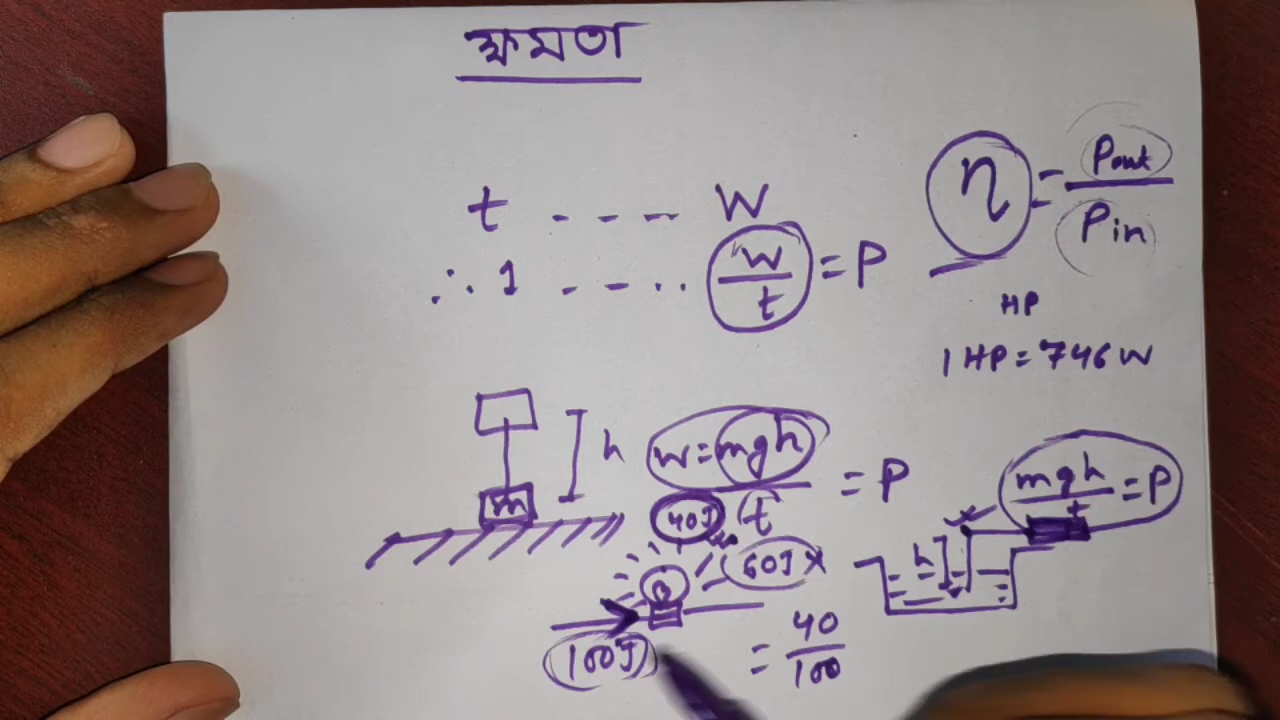 ক্ষমতা
t - - - - W
∴ 1 - - - .. W/t = P
η = Pout/Pin
HP
1 HP = 746 W
m
h
W = mgh/t = P
40J
60J x
100J
= 40/100
mgh/t = P
h